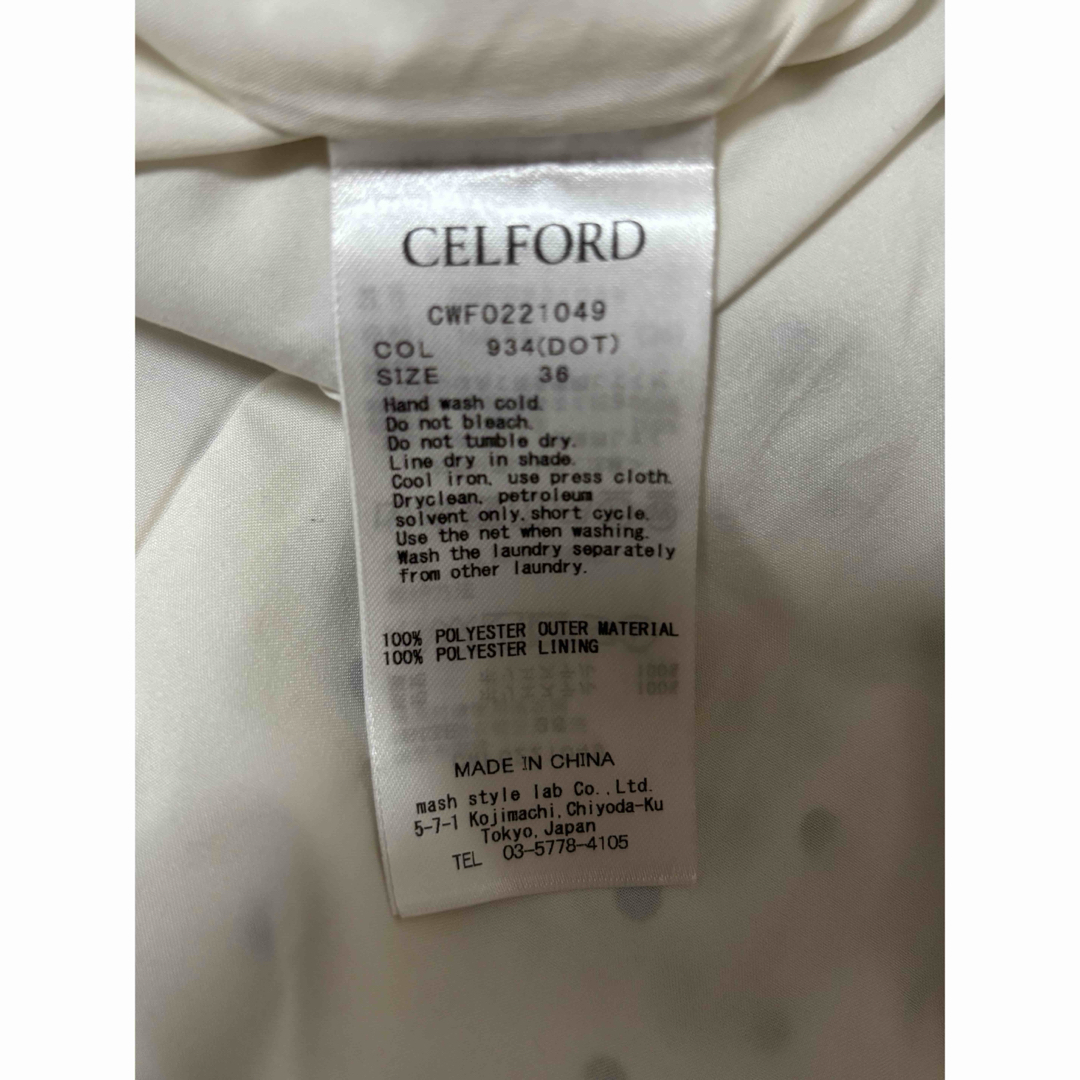 CELFORD
CWF0221049
COL 934(DOT)
SIZE 36
Hand wash cold.
Do not bleach.
Do not tumble dry.
Line dry in shade.
Cool iron, use press cloth.
Dryclean, petroleum
solvent only,short cycle.
Use the net when washing.
Wash the laundry separately
from other laundry.
100% POLYESTER OUTER MATERIAL
100% POLYESTER LINING
MADE IN CHINA
mash style lab Co.,Ltd.
5-7-1 Kojimachi,Chiyoda-Ku
Tokyo,Japan
TEL 03-5778-4105